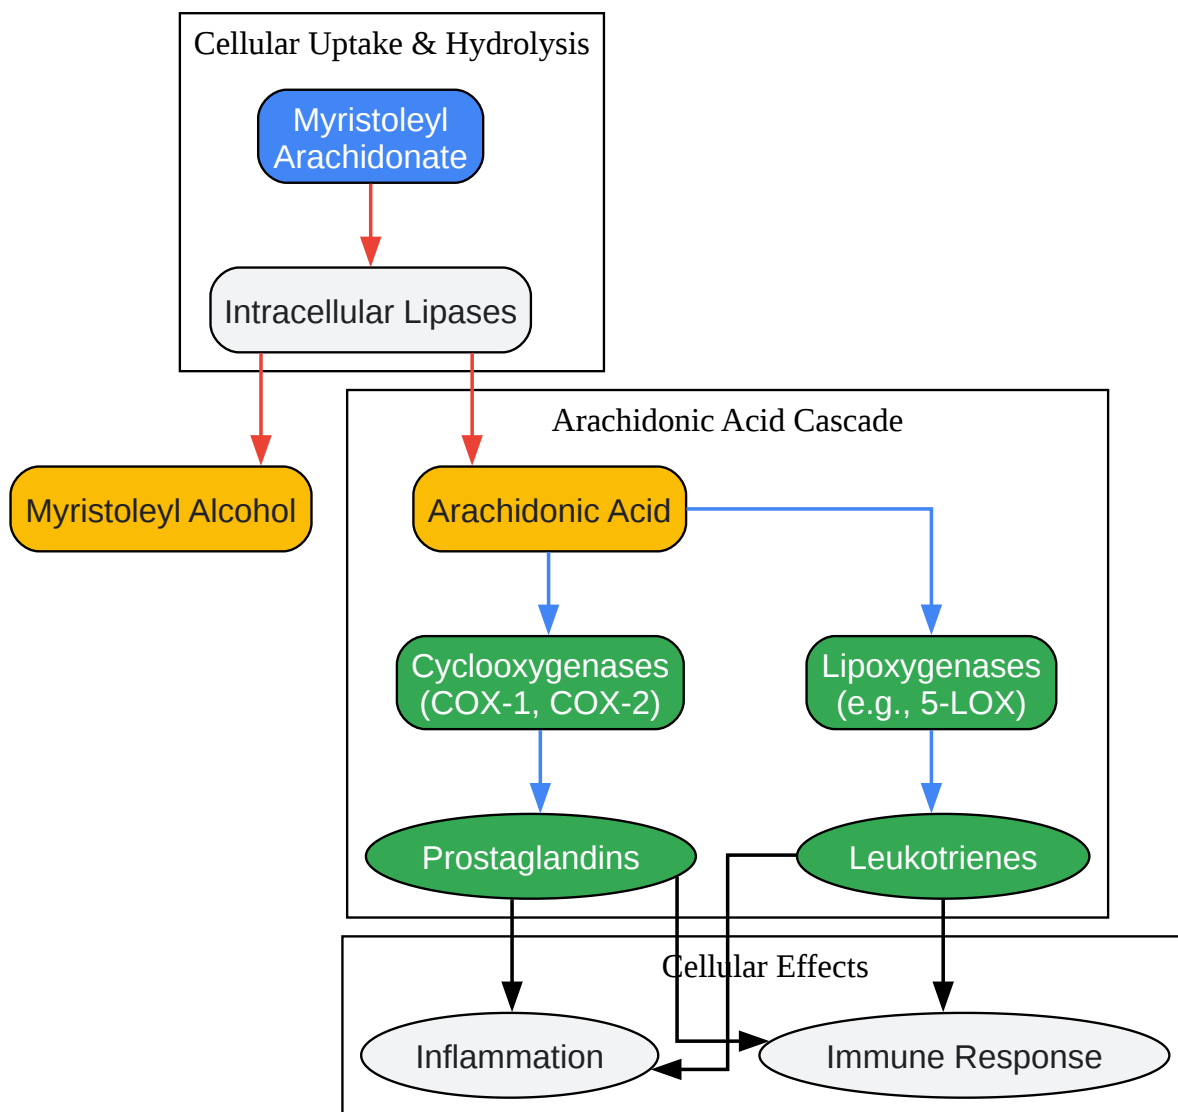 Cellular Uptake & Hydrolysis
Myristoleyl
Arachidonate
Intracellular Lipases
Arachidonic Acid Cascade
Myristoleyl Alcohol
Arachidonic Acid
Cyclooxygenases
(COX-1, COX-2)
Lipoxygenases
(e.g., 5-LOX)
Prostaglandins
Leukotrienes
Cellular Effects
Inflammation
Immune Response